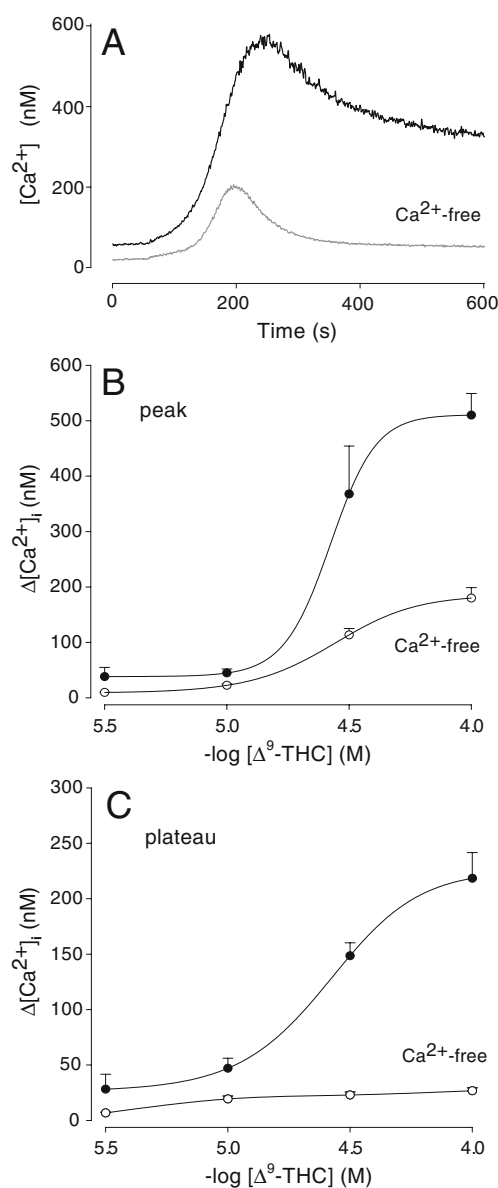 A
600
400
200
0
[Ca²⁺] (nM)
Ca²⁺-free
0 200 400 600
Time (s)
B
peak
600
500
400
300
200
100
0
Δ[Ca²⁺]ᵢ (nM)
Ca²⁺-free
5.5 5.0 4.5 4.0
-log [Δ⁹-THC] (M)
C
plateau
300
250
200
150
100
50
0
Δ[Ca²⁺]ᵢ (nM)
Ca²⁺-free
5.5 5.0 4.5 4.0
-log [Δ⁹-THC] (M)